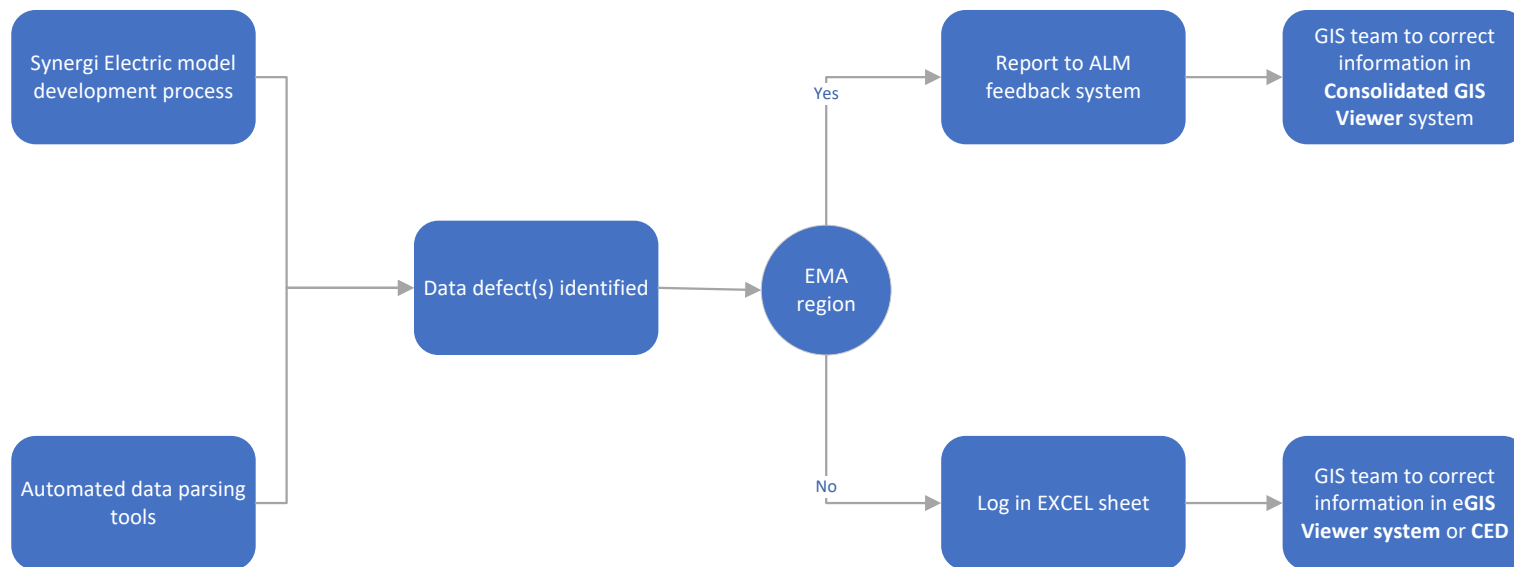 Synergi Electric model
development process
Automated data parsing
tools
Data defect(s) identified
EMA
region
Yes
Report to ALM
feedback system
GIS team to correct
information in
Consolidated GIS
Viewer system
No
Log in EXCEL sheet
GIS team to correct
information in eGIS
Viewer system or CED